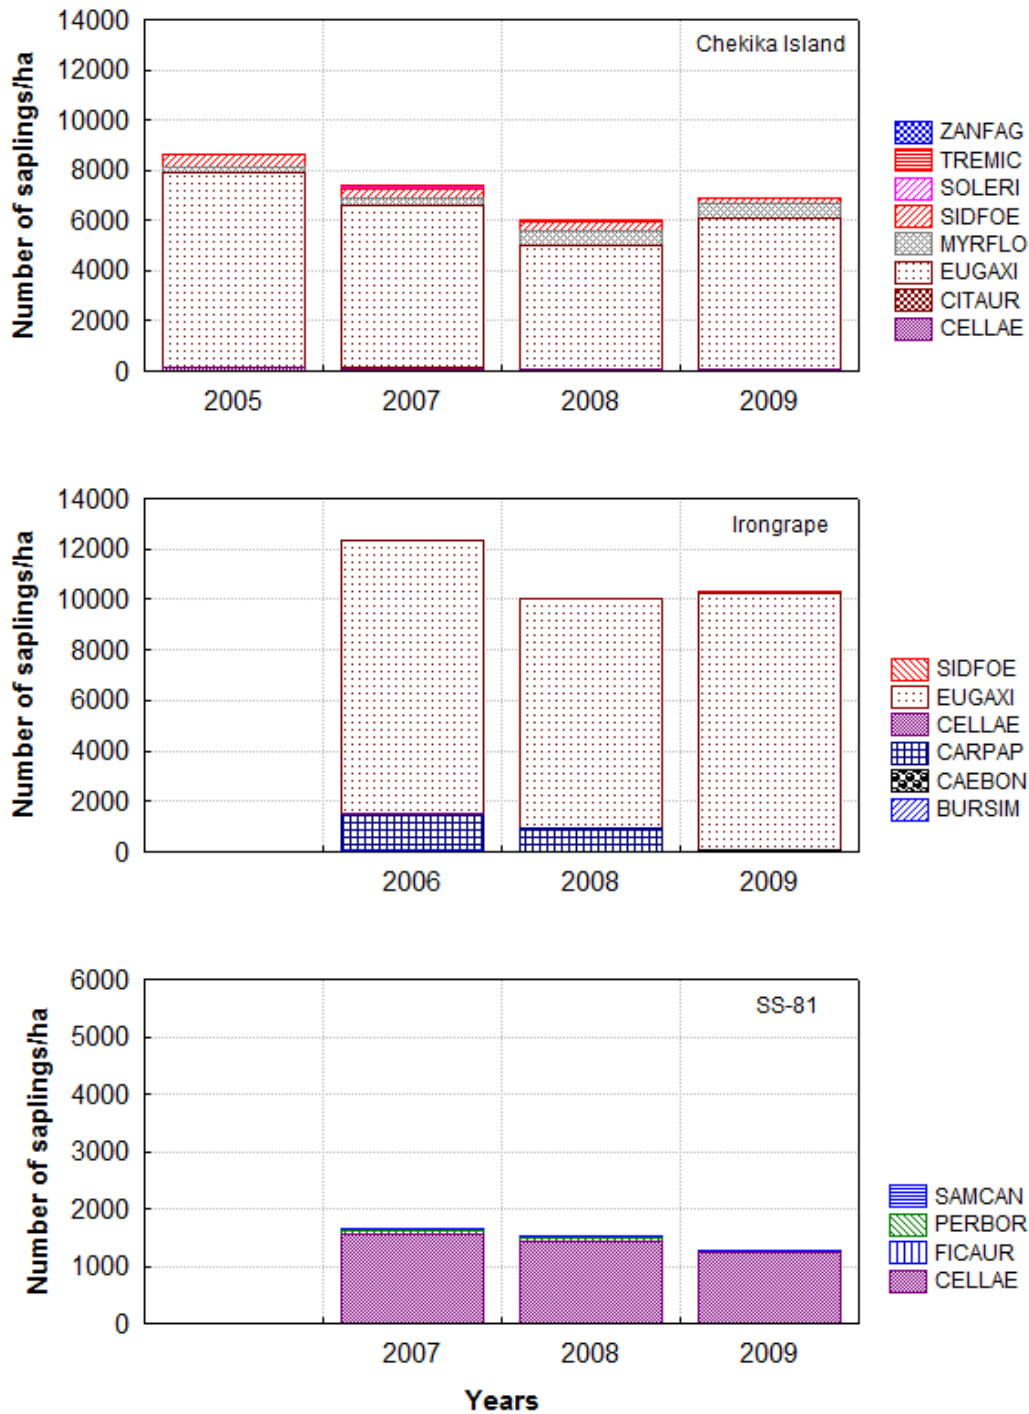 Chekika Island
Number of saplings/ha
14000
12000
10000
8000
6000
4000
2000
0
2005 2007 2008 2009
ZANFAG
TREMIC
SOLERI
SIDFOE
MYRFLO
EUGAXI
CITAUR
CELLAE
Irongrape
Number of saplings/ha
14000
12000
10000
8000
6000
4000
2000
0
2006 2008 2009
SIDFOE
EUGAXI
CELLAE
CARPAP
CAEBON
BURSIM
SS-81
Number of saplings/ha
6000
5000
4000
3000
2000
1000
0
2007 2008 2009
SAMCAN
PERBOR
FICAUR
CELLAE
Years